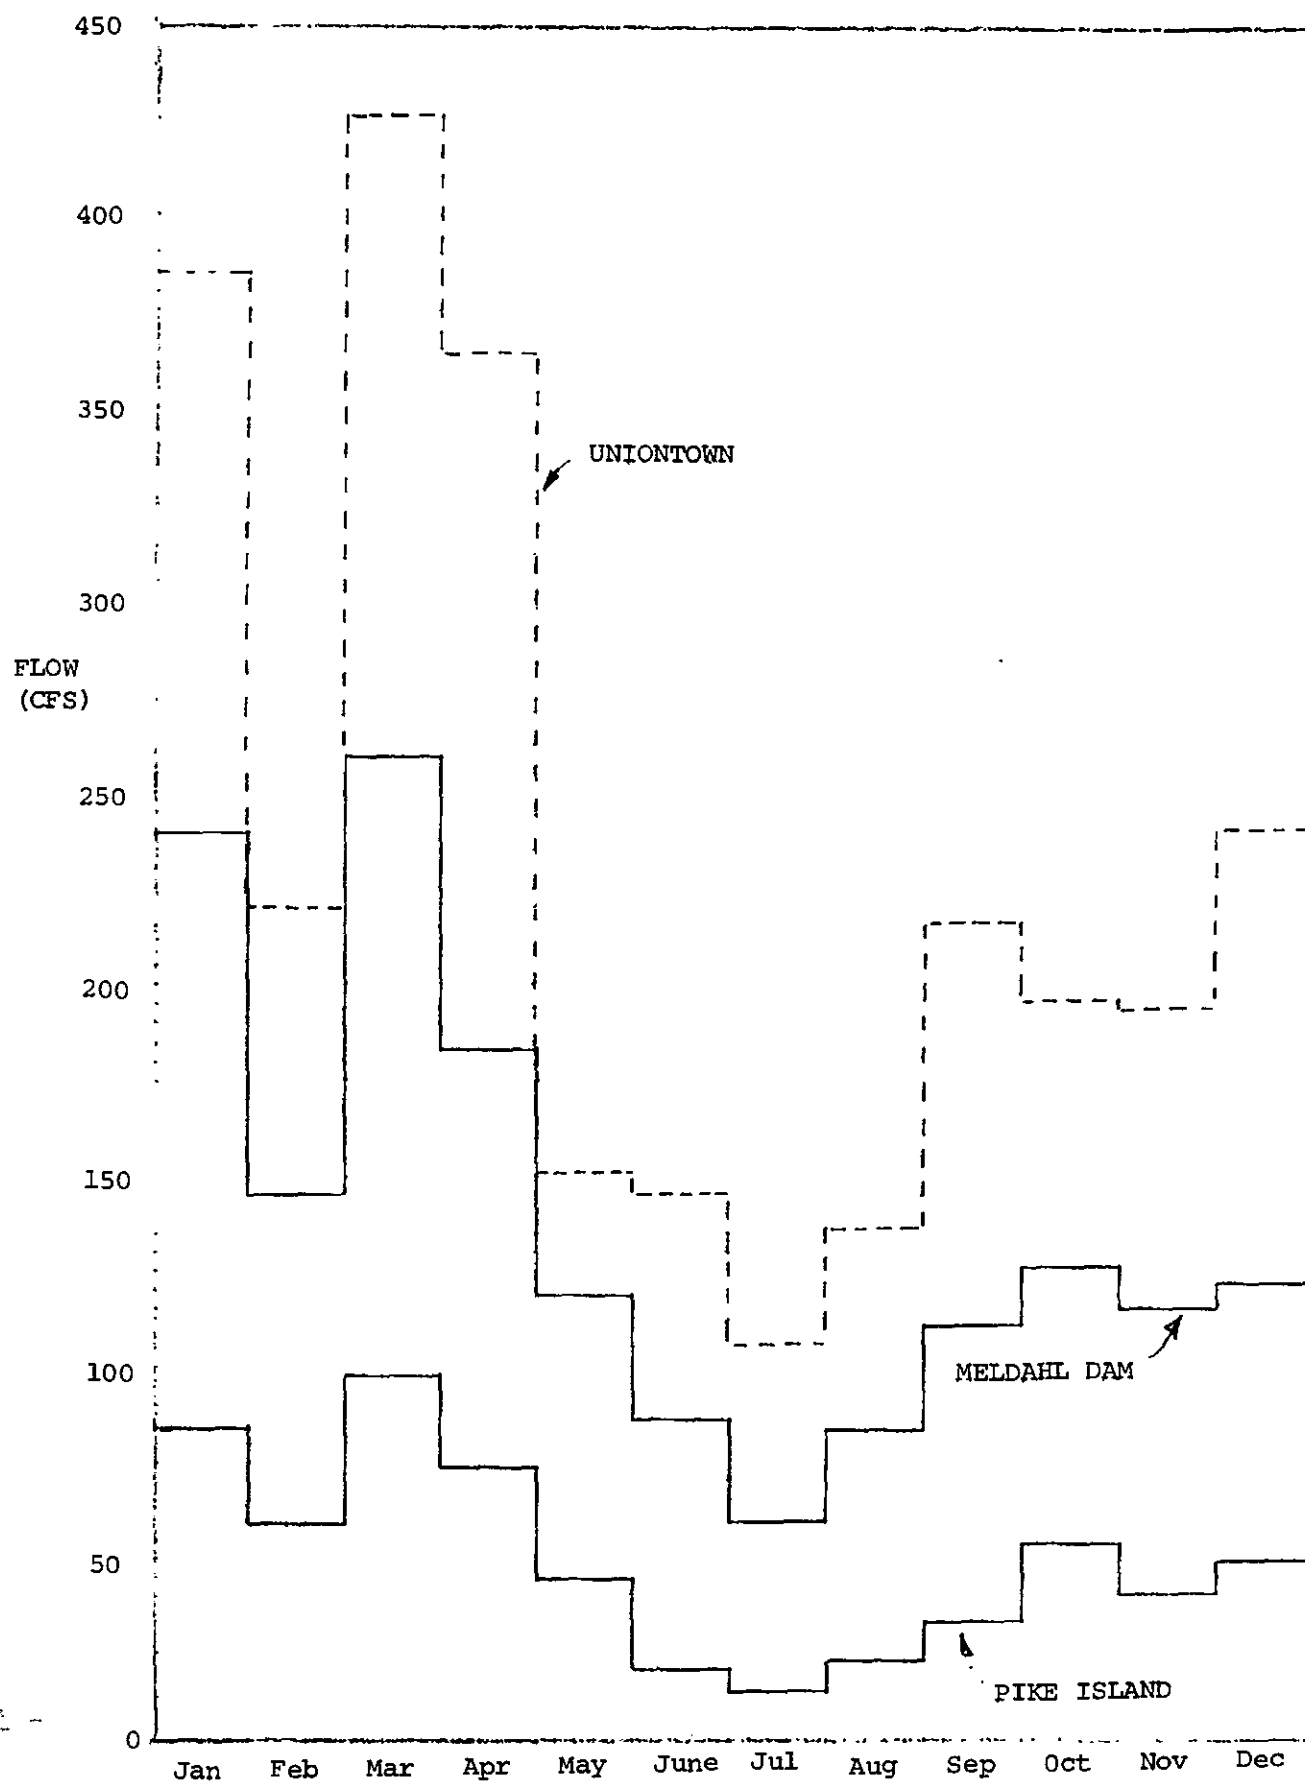 450
400
350
UNIONTOWN
300
FLOW
(CFS)
250
200
150
100
MELDAHL DAM
50
PIKE ISLAND
0
Jan Feb Mar Apr May June Jul Aug Sep Oct Nov Dec